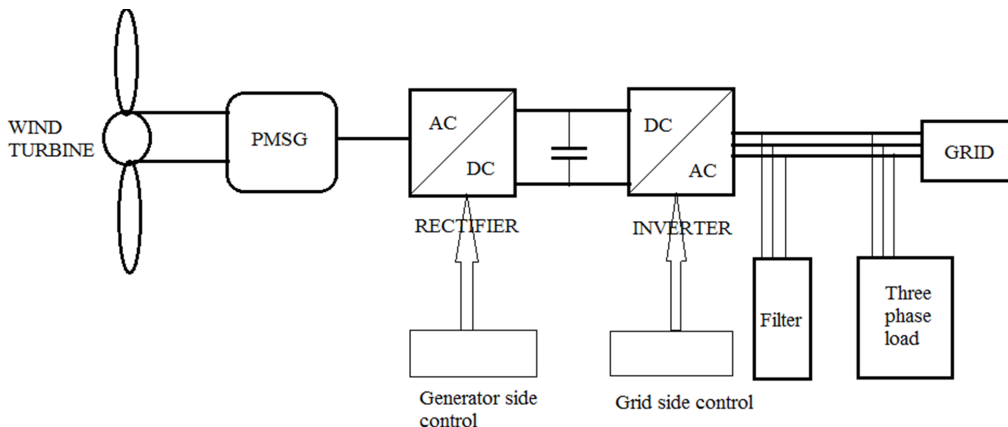 WIND
TURBINE
PMSG
AC
DC
RECTIFIER
DC
AC
INVERTER
GRID
Filter
Three
phase
load
Generator side
control
Grid side control